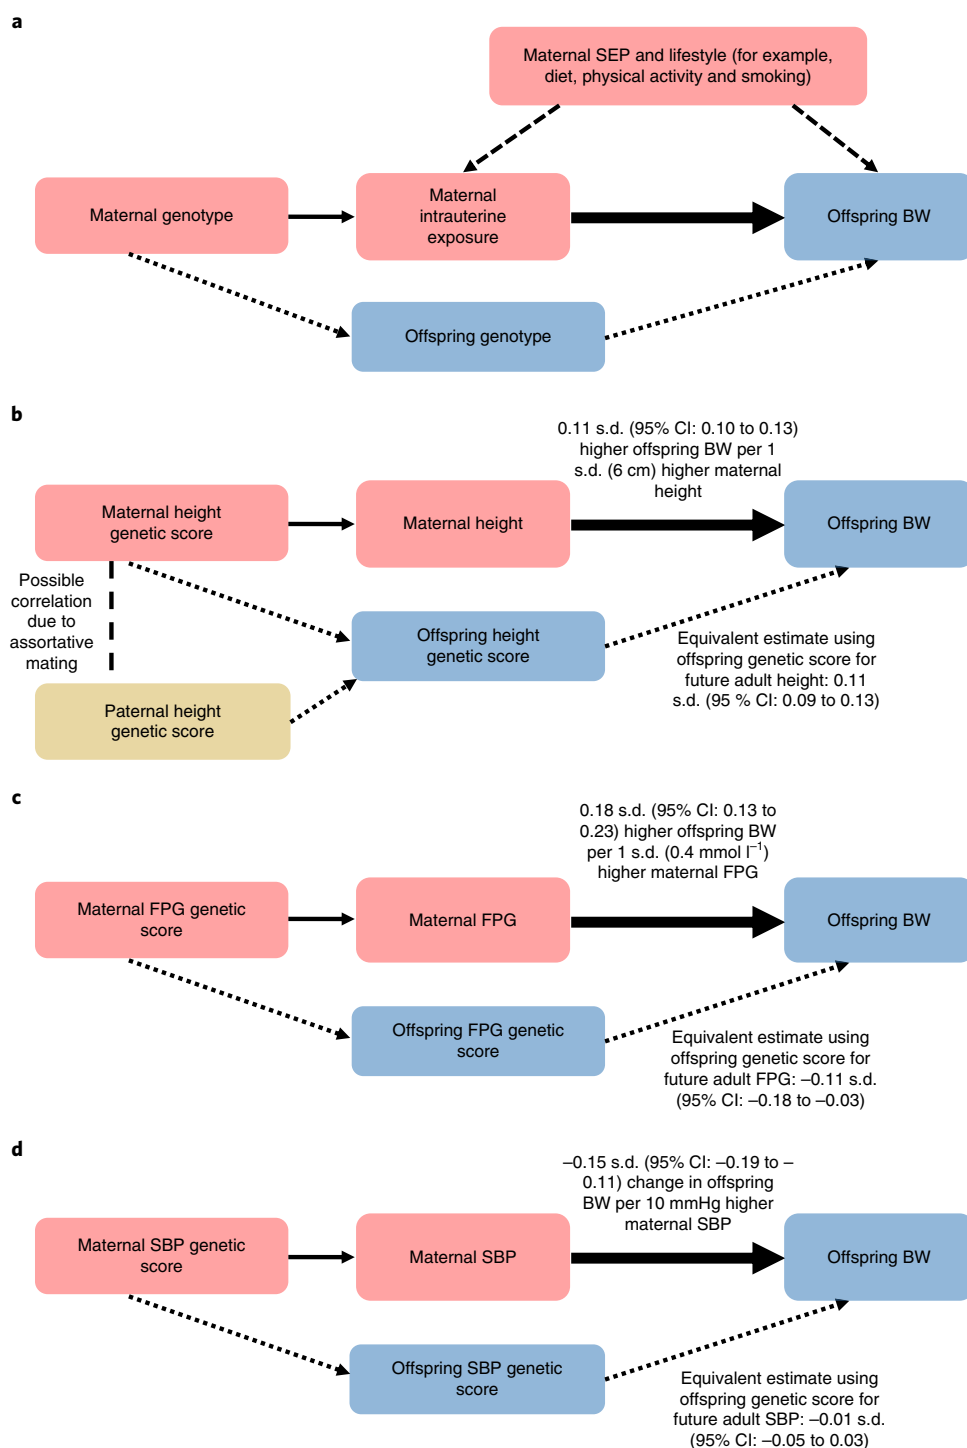 a
Maternal SEP and lifestyle (for example,
diet, physical activity and smoking)
Maternal genotype
Maternal
intrauterine
exposure
Offspring BW
Offspring genotype
b
0.11 s.d. (95% CI: 0.10 to 0.13)
higher offspring BW per 1
s.d. (6 cm) higher maternal
height
Maternal height
genetic score
Maternal height
Offspring BW
Possible
correlation
due to
assortative
mating
Offspring height
genetic score
Equivalent estimate using
offspring genetic score for
future adult height: 0.11
s.d. (95 % CI: 0.09 to 0.13)
Paternal height
genetic score
c
0.18 s.d. (95% CI: 0.13 to
0.23) higher offspring BW
per 1 s.d. (0.4 mmol l⁻¹)
higher maternal FPG
Maternal FPG genetic
score
Maternal FPG
Offspring BW
Offspring FPG genetic
score
Equivalent estimate using
offspring genetic score for
future adult FPG: –0.11 s.d.
(95% CI: –0.18 to –0.03)
d
–0.15 s.d. (95% CI: –0.19 to –
0.11) change in offspring
BW per 10 mmHg higher
maternal SBP
Maternal SBP genetic
score
Maternal SBP
Offspring BW
Offspring SBP genetic
score
Equivalent estimate using
offspring genetic score for
future adult SBP: –0.01 s.d.
(95% CI: –0.05 to 0.03)